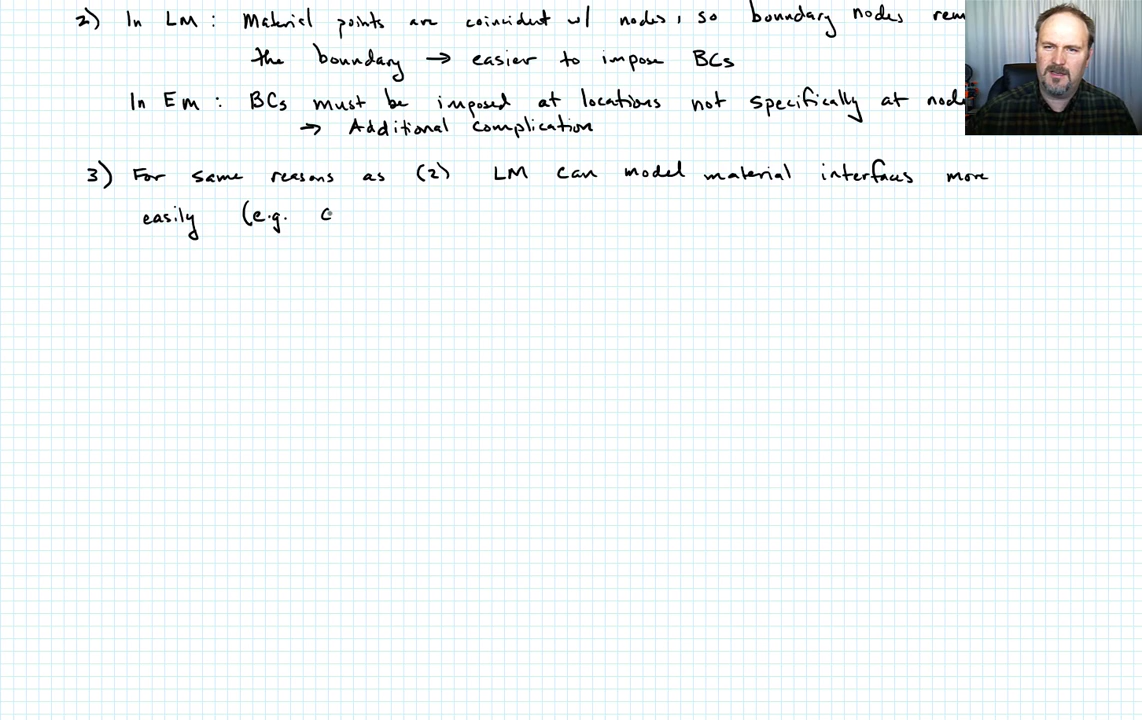 2) In LM : Material points are coincident w/ nodes, so boundary nodes
the boundary → easier to impose BCs
In EM : BCs must be imposed at locations not specifically at
→ Additional complication
3) For same reasons as (2) LM can model material interfaces more
easily (e.g. c